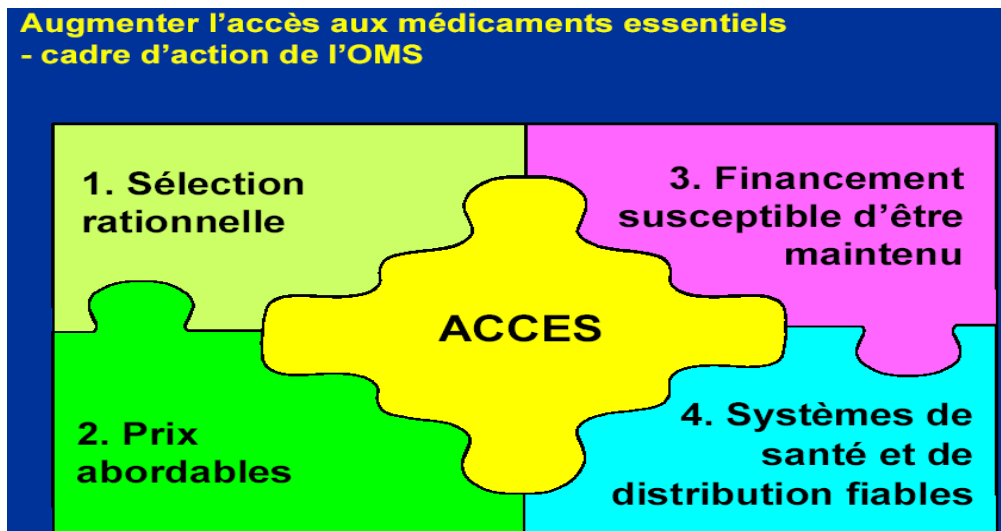 Augmenter l’accès aux médicaments essentiels
- cadre d’action de l’OMS
1. Sélection
rationnelle
3. Financement
susceptible d’être
maintenu
ACCES
2. Prix
abordables
4. Systèmes de
santé et de
distribution fiables